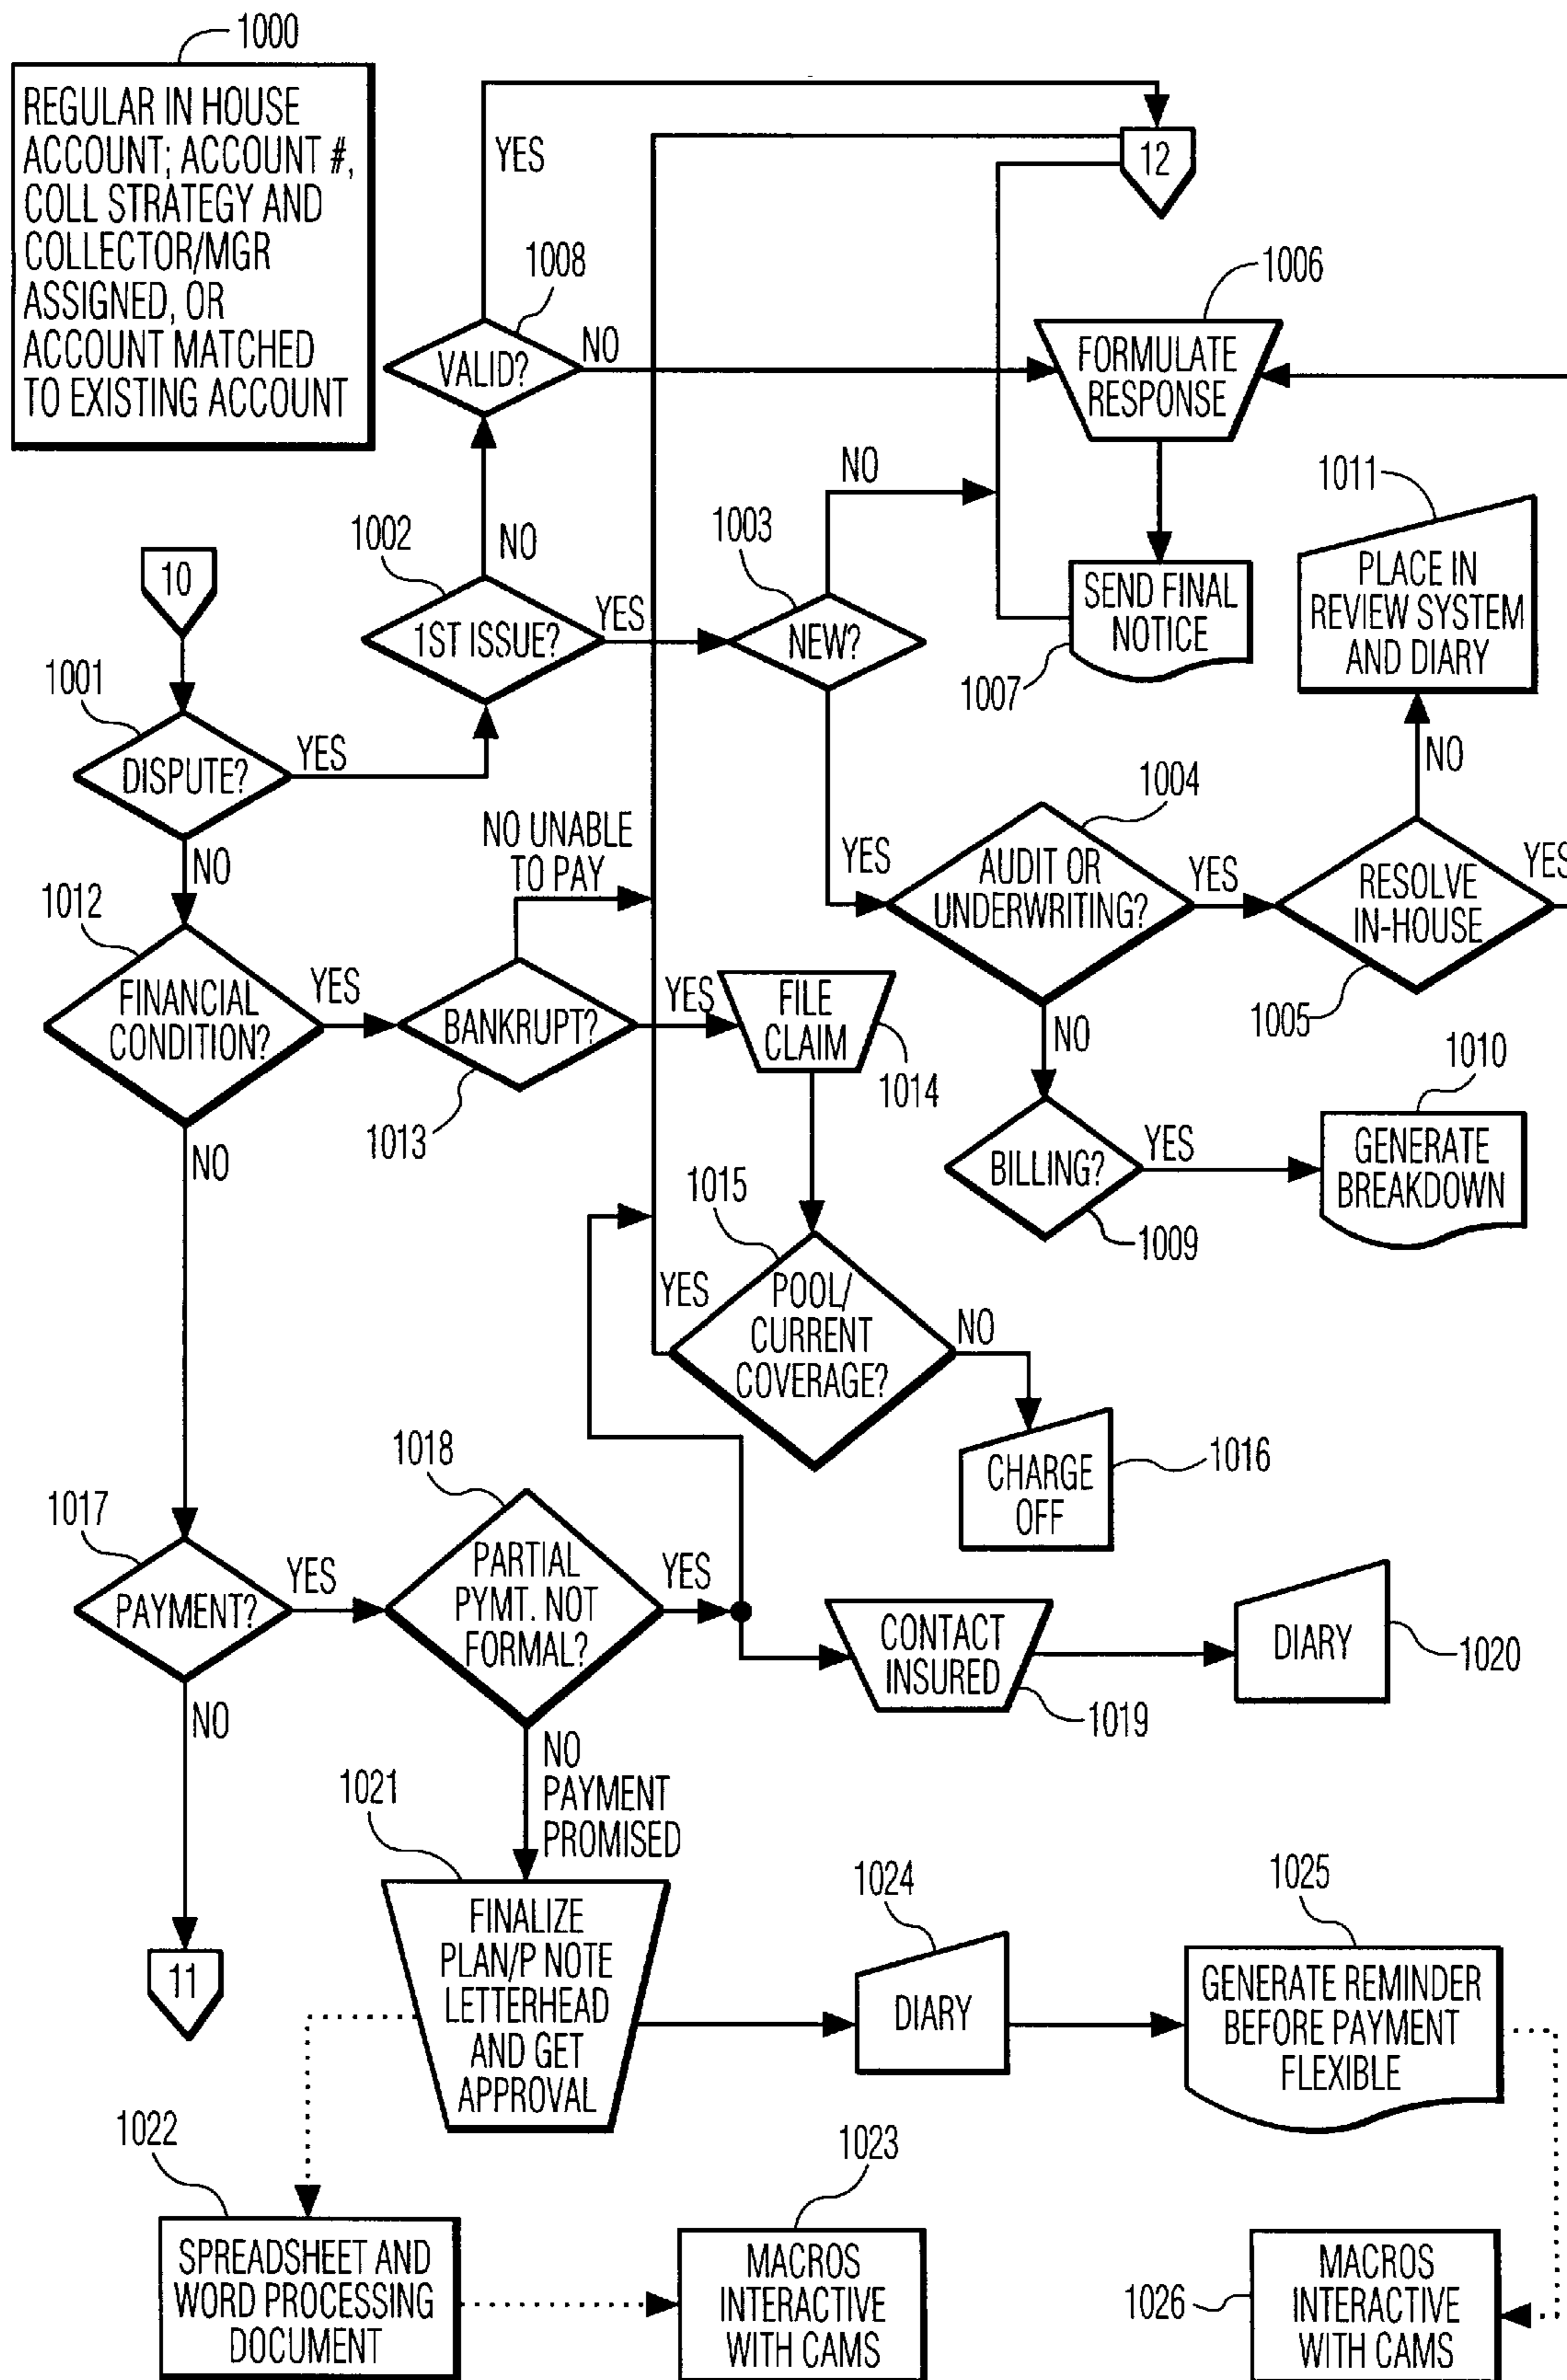 1000
REGULAR IN HOUSE
ACCOUNT; ACCOUNT #,
COLL STRATEGY AND
COLLECTOR/MGR
ASSIGNED, OR
ACCOUNT MATCHED
TO EXISTING ACCOUNT
YES
12
1008
VALID?
NO
1006
FORMULATE
RESPONSE
10
1002
NO
1ST ISSUE?
YES
1003
NO
NEW?
SEND FINAL
NOTICE
1007
1011
PLACE IN
REVIEW SYSTEM
AND DIARY
NO
1001
DISPUTE?
YES
NO
NO UNABLE
TO PAY
YES
1004
AUDIT OR
UNDERWRITING?
YES
RESOLVE
IN-HOUSE
YES
1005
1012
FINANCIAL
CONDITION?
YES
BANKRUPT?
1013
YES
FILE
CLAIM
1014
NO
NO
BILLING?
YES
1009
1010
GENERATE
BREAKDOWN
1015
YES
POOL/
CURRENT
COVERAGE?
NO
CHARGE
OFF
1016
1017
PAYMENT?
YES
1018
PARTIAL
PYMT. NOT
FORMAL?
YES
CONTACT
INSURED
1019
DIARY
1020
NO
NO
PAYMENT
PROMISED
11
1021
FINALIZE
PLAN/P NOTE
LETTERHEAD
AND GET
APPROVAL
1024
DIARY
1025
GENERATE REMINDER
BEFORE PAYMENT
FLEXIBLE
1022
SPREADSHEET AND
WORD PROCESSING
DOCUMENT
1023
MACROS
INTERACTIVE
WITH CAMS
1026
MACROS
INTERACTIVE
WITH CAMS